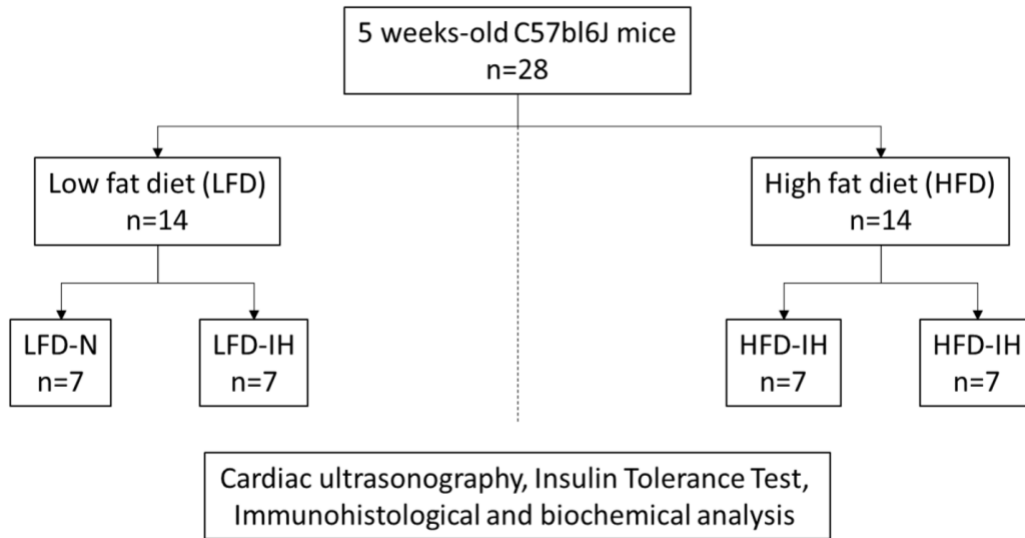 5 weeks-old C57bl6J mice
n=28
Low fat diet (LFD)
n=14
High fat diet (HFD)
n=14
LFD-N
n=7
LFD-IH
n=7
HFD-IH
n=7
HFD-IH
n=7
Cardiac ultrasonography, Insulin Tolerance Test,
Immunohistological and biochemical analysis